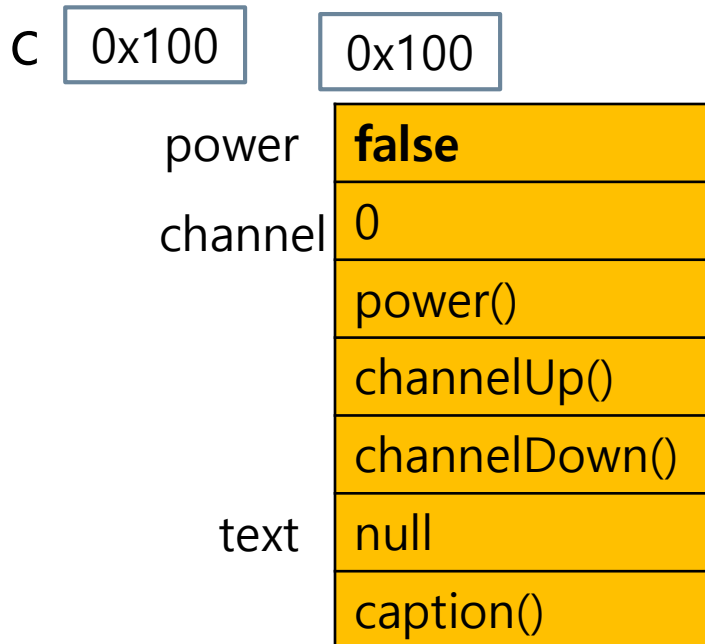 c 0x100 0x100
power false
channel 0
power()
channelUp()
channelDown()
text null
caption()